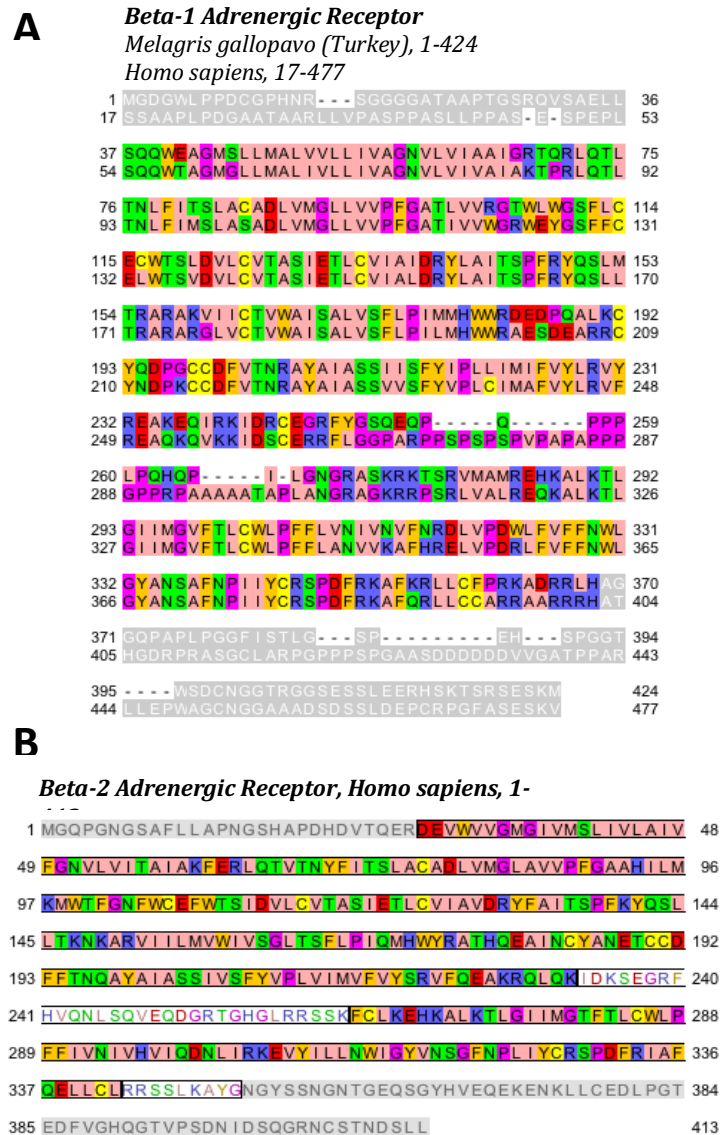 A
Beta-1 Adrenergic Receptor
Melagris gallopavo (Turkey), 1-424
Homo sapiens, 17-477
1 MGDGWLPPDCGPHNR---SGGGGATAAPTGSRQVSAELL 36
17 SSAAPLPDGAATAARLLVPASPPASLLPPAS-E-SPEPL 53
37 SQQWEAGMSLLMALVVLLIVAGNVLVIAAIGRTQRLQTL 75
54 SQQWTAGMGLLMALIVLLIVAGNVLVIVAIAKTPRLQTL 92
76 TNLFITSLACADLVMGLLVVPFGATLVVRGTWLWGSFLC 114
93 TNLFIMSLASADLVMGLLVVPFGATIVVWGRWEYGSFFC 131
115 ECWTSLDVLCVTASIETLCVIAIDRYLAITSPFRYQSLM 153
132 ELWTSVDVLCVTASIETLCVIALDRYLAITSPFRYQSLL 170
154 TRARAKVIICTVWAISALVSFLPIMMHWWRDEDPQALKC 192
171 TRARARGLVCTVWAISALVSFLPILMHWWRAESDEARRC 209
193 YQDPGCCDFVTNRAYAIASSIISFYIPLLIMIFVYLRVY 231
210 YNDPKCCDFVTNRAYAIASSVVSFYVPLCIMAFVYLRVF 248
232 REAKEQIRKIDRCEGRFYGSQEQP-----Q------PPP 259
249 REAQKQVKKIDSCERRFLGGPARPPSPSPSPVPAPAPPP 287
260 LPQHQP-----I-LGNGRASKRKTSRVMAMREHKALKTL 292
288 GPPRPAAAAATAPLANGRAGKRRPSRLVALREQKALKTL 326
293 GIIMGVFTLCWLPFFLVNIVNVFNRDLVPDWLFVFFNWL 331
327 GIIMGVFTLCWLPFFLANVVKAFHRELVPDRLFVFFNWL 365
332 GYANSAFNPIIYCRSPDFRKAFKRLLCFPRKADRRLHAG 370
366 GYANSAFNPIIYCRSPDFRKAFQRLLCCARRAARRRHAT 404
371 GQPAPLPGGFISTLG---SP---------EH---SPGGT 394
405 HGDRPRASGCLARPGPPPSPGAASDDDDDDVVGATPPAR 443
395 ----WSDCNGGTRGGSESSLEERHSKTSRSESKM 424
444 LLEPWAGCNGGAAADSDSSLDEPCRPGFASESKV 477
B
Beta-2 Adrenergic Receptor, Homo sapiens, 1-
1 MGQPGNGSAFLLAPNGSHAPDHDVTQERDEVWVVGMGIVMSLIVLAIV 48
49 FGNVLVITAIAKFERLQTVTNYFITSLACADLVMGLAVVPFGAAHILM 96
97 KMWTFGNFWCEFWTSIDVLCVTASIETLCVIAVDRYFAITSPFKYQSL 144
145 LTKNKARVIILMVWIVSGLTSFLPIQMHWYRATHQEAINCYANETCCD 192
193 FFTNQAYAIASSIVSFYVPLVIMVFVYSRVFQEAKRQLQKIDKSEGRF 240
241 HVQNLSQVEQDGRTGHGLRRSSKFCLKEHKALKTLGIIMGTFTLCWLP 288
289 FFIVNIVHVIQDNLIRKEVYILLNWIGYVNSGFNPLIYCRSPDFRIAF 336
337 QELLCLRRSSLKAYGNGYSSNGNTGEQSGYHVEQEKENKLLCEDLPGT 384
385 EDFVGHQGTVPSDNIDSQGRNCSTNDSLL 413